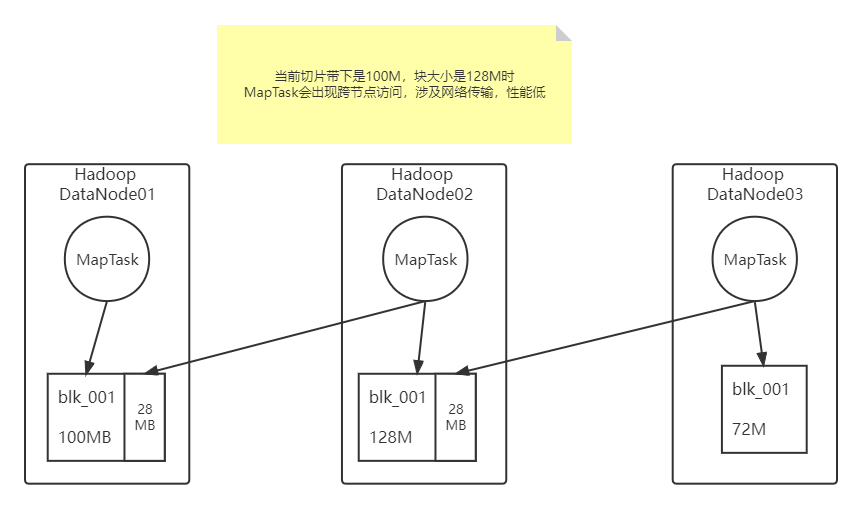 当前切片带下是100M，块大小是128M时
MapTask会出现跨节点访问，涉及网络传输，性能低
Hadoop
DataNode01
Hadoop
DataNode02
Hadoop
DataNode03
MapTask
MapTask
MapTask
blk_001
100MB
28
MB
blk_001
128M
28
MB
blk_001
72M